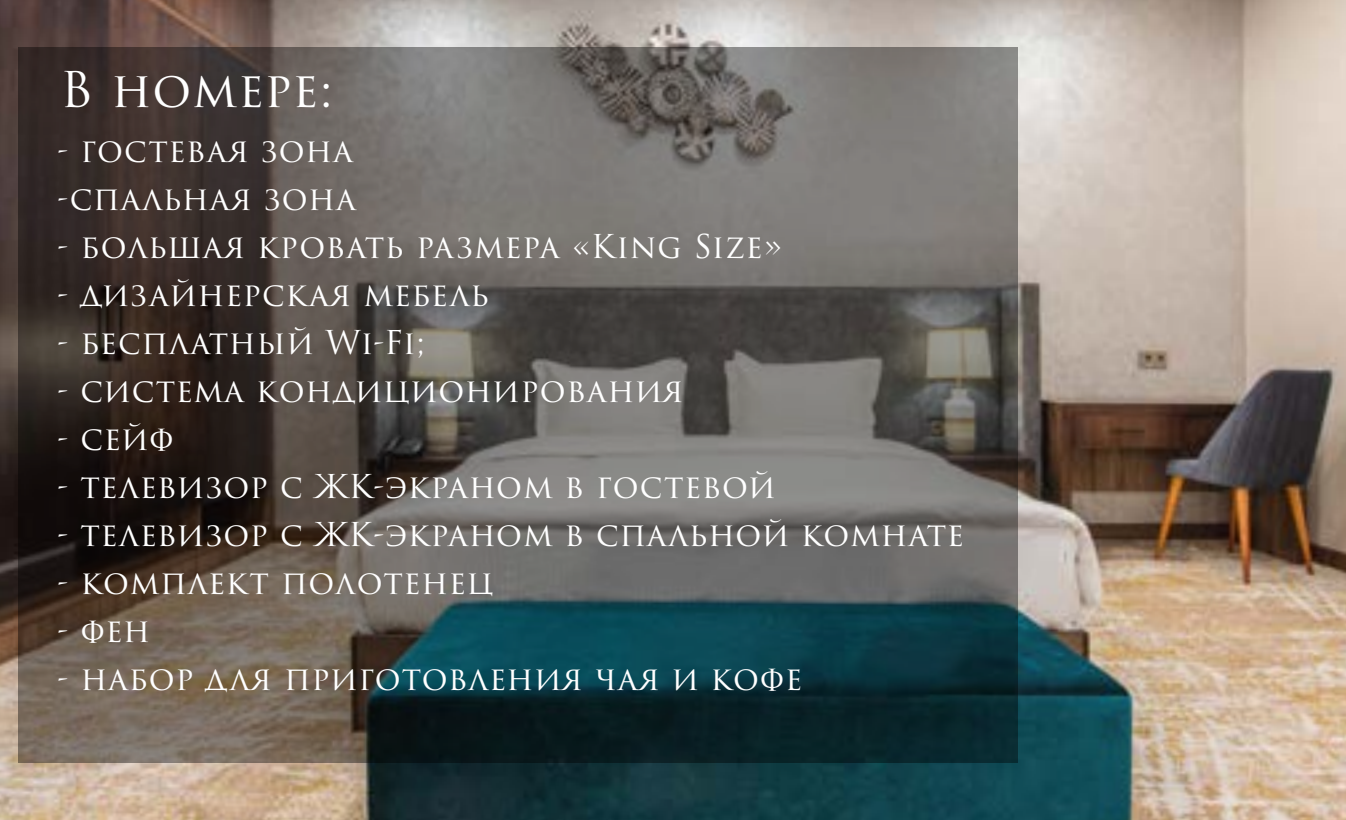 В номере:
- гостевая зона
-спальная зона
- большая кровать размера «King Size»
- дизайнерская мебель
- бесплатный Wi-Fi;
- система кондиционирования
- сейф
- телевизор с ЖК-экраном в гостевой
- телевизор с ЖК-экраном в спальной комнате
- комплект полотенец
- фен
- набор для приготовления чая и кофе